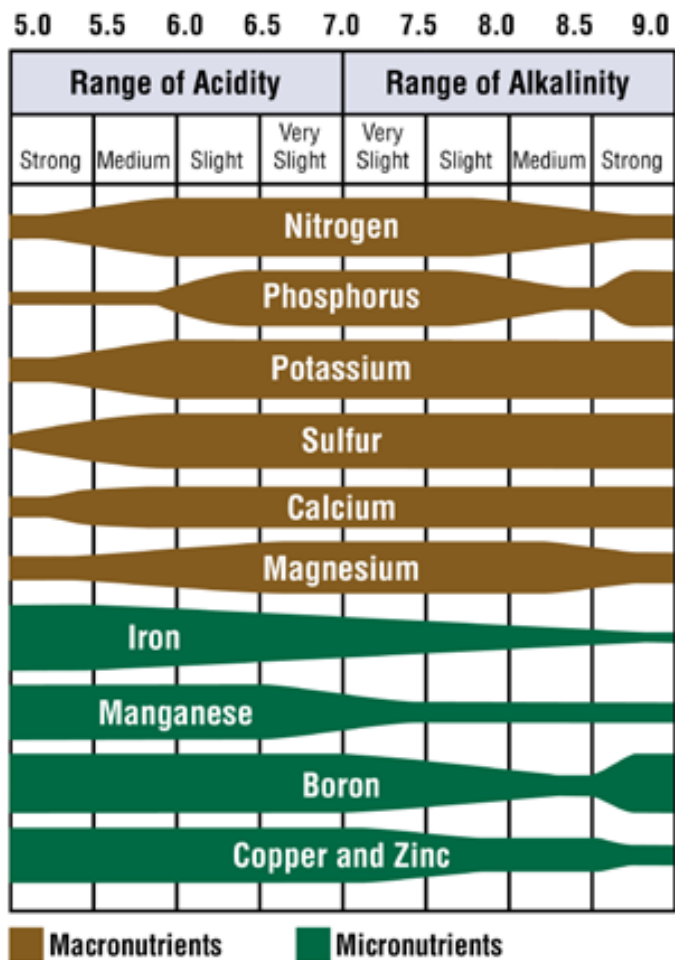 5.0 5.5 6.0 6.5 7.0 7.5 8.0 8.5 9.0
Range of Acidity Range of Alkalinity
Strong Medium Slight Very Slight Very Slight Slight Medium Strong
Nitrogen
Phosphorus
Potassium
Sulfur
Calcium
Magnesium
Iron
Manganese
Boron
Copper and Zinc
Macronutrients Micronutrients